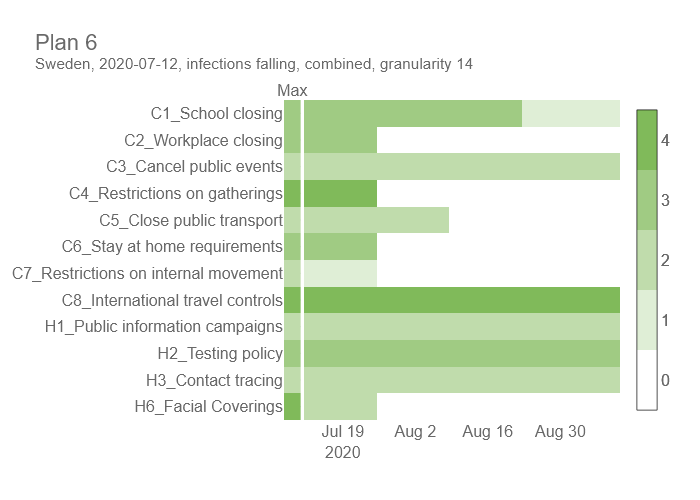 Plan 6
Sweden, 2020-07-12, infections falling, combined, granularity 14
Max
C1_School closing
C2_Workplace closing
C3_Cancel public events
C4_Restrictions on gatherings
C5_Close public transport
C6_Stay at home requirements
C7_Restrictions on internal movement
C8_International travel controls
H1_Public information campaigns
H2_Testing policy
H3_Contact tracing
H6_Facial Coverings
Jul 19 Aug 2 Aug 16 Aug 30
2020
4
3
2
1
0